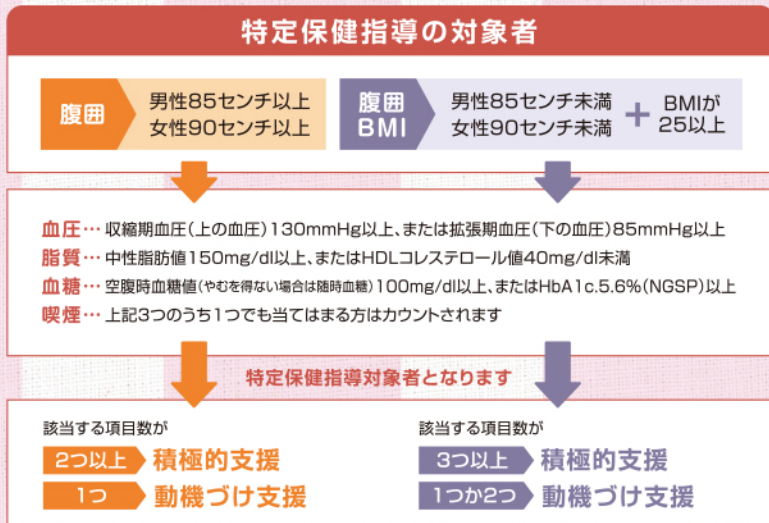 特定保健指導の対象者
腹囲
男性85センチ以上
女性90センチ以上
腹囲
BMI
男性85センチ未満
女性90センチ未満
+
BMIが
25以上
血圧…収縮期血圧(上の血圧)130mmHg以上、または拡張期血圧(下の血圧)85mmHg以上
脂質…中性脂肪値150mg/dl以上、またはHDLコレステロール値40mg/dl未満
血糖…空腹時血糖値(やむを得ない場合は随時血糖)100mg/dl以上、またはHbA1c.5.6%(NGSP)以上
喫煙…上記3つのうち1つでも当てはまる方はカウントされます
特定保健指導対象者となります
該当する項目数が
2つ以上 積極的支援
1つ 動機づけ支援
該当する項目数が
3つ以上 積極的支援
1つか2つ 動機づけ支援